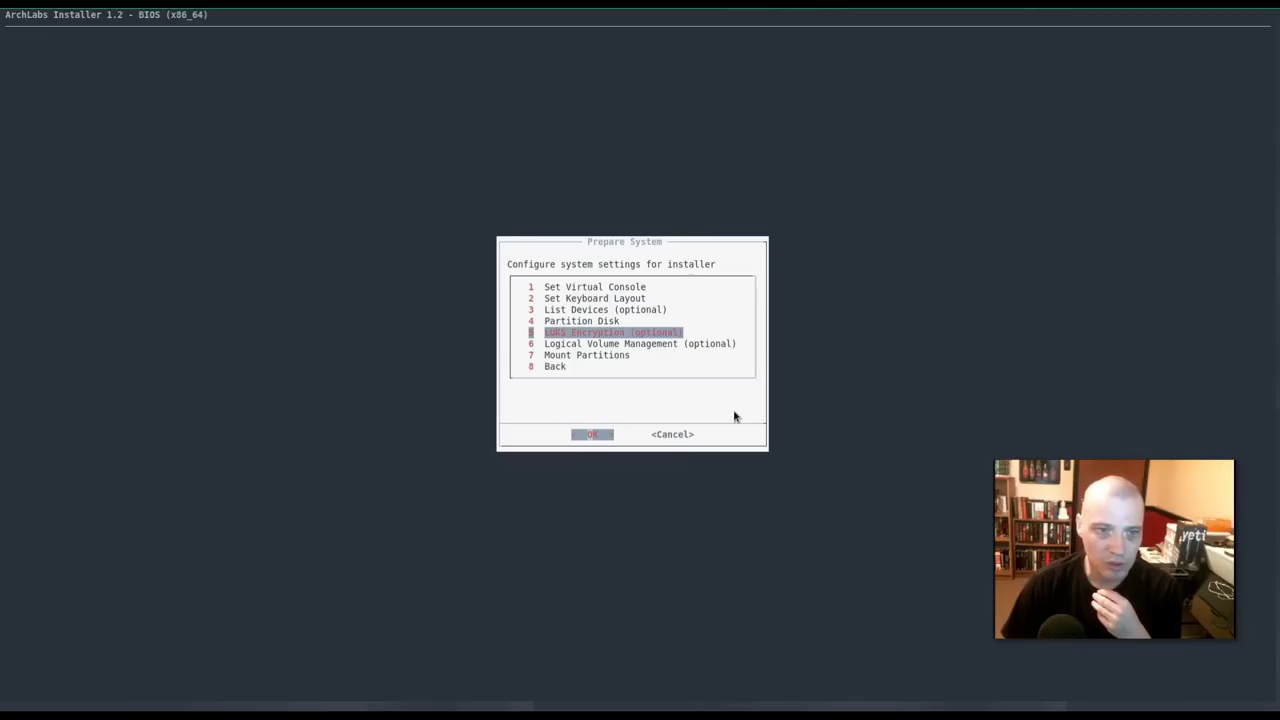 ArchLabs Installer 1.2 - BIOS (x86_64)
Prepare System
Configure system settings for installer
1 Set Virtual Console
2 Set Keyboard Layout
3 List Devices (optional)
4 Partition Disk
5 LUKS Encryption (optional)
6 Logical Volume Management (optional)
7 Mount Partitions
8 Back
< OK > <Cancel>
yeti